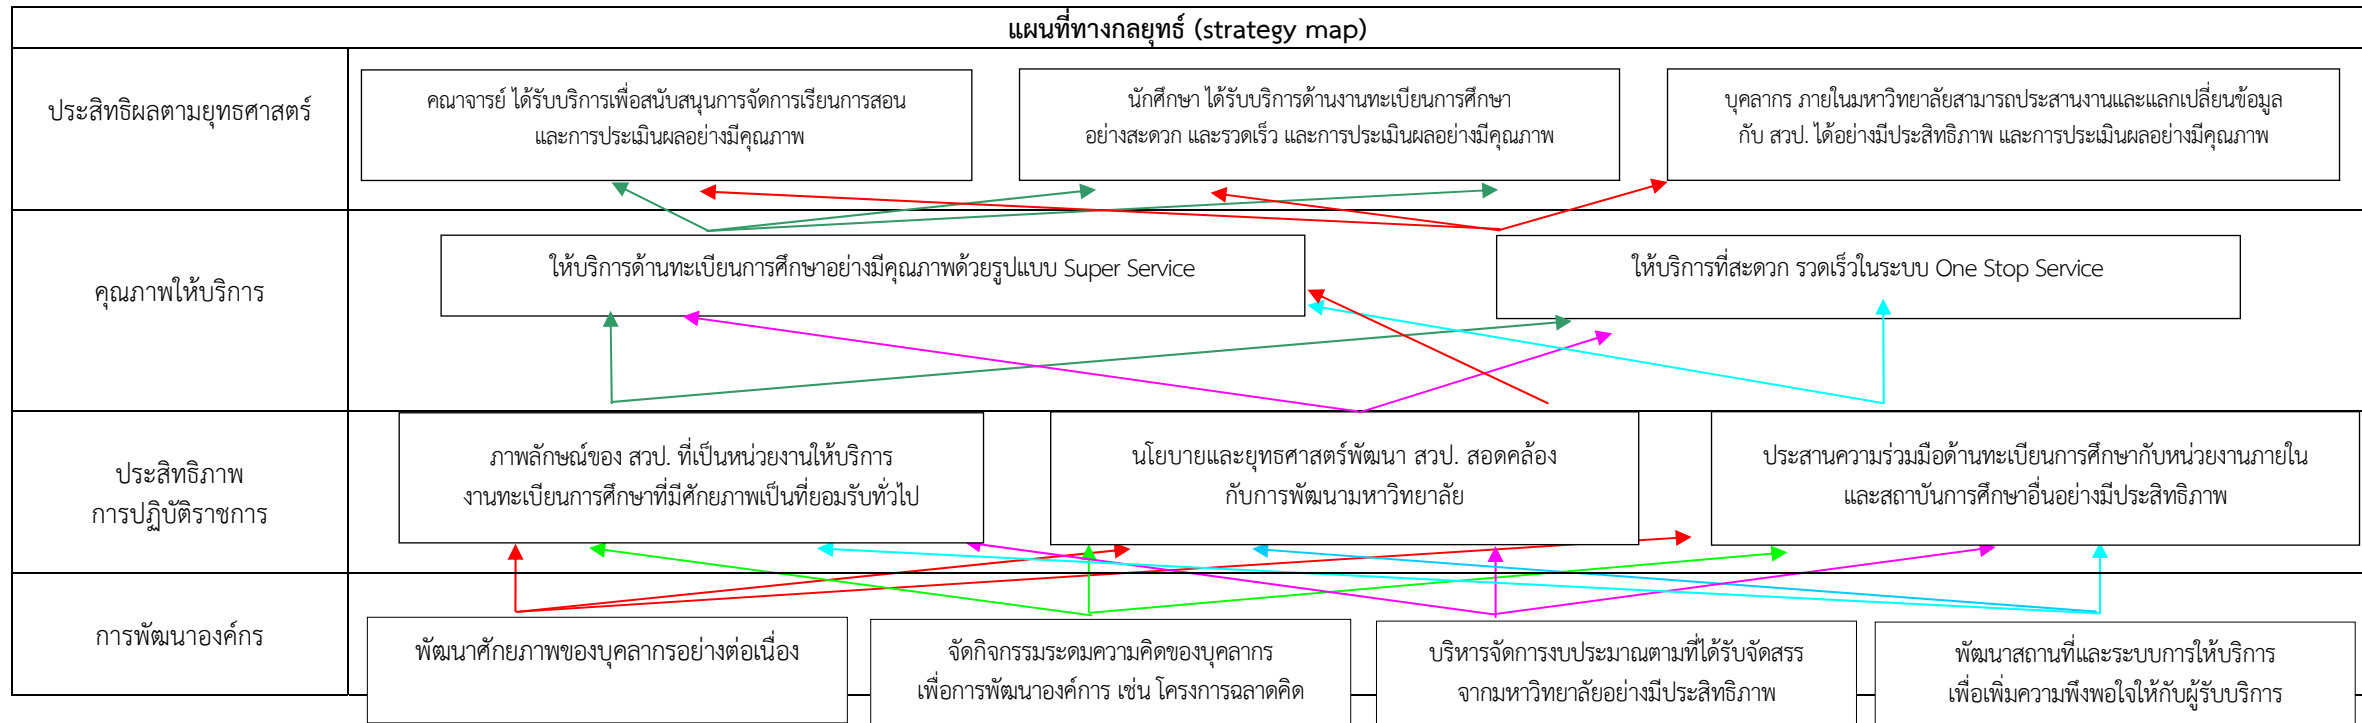 แผนที่ทางกลยุทธ์ (strategy map)
ประสิทธิผลตามยุทธศาสตร์
คณาจารย์ ได้รับบริการเพื่อสนับสนุนการจัดการเรียนการสอน
และการประเมินผลอย่างมีคุณภาพ
นักศึกษา ได้รับบริการด้านงานทะเบียนการศึกษา
อย่างสะดวก และรวดเร็ว และการประเมินผลอย่างมีคุณภาพ
บุคลากร ภายในมหาวิทยาลัยสามารถประสานงานและแลกเปลี่ยนข้อมูล
กับ สวป. ได้อย่างมีประสิทธิภาพ และการประเมินผลอย่างมีคุณภาพ
คุณภาพให้บริการ
ให้บริการด้านทะเบียนการศึกษาอย่างมีคุณภาพด้วยรูปแบบ Super Service
ให้บริการที่สะดวก รวดเร็วในระบบ One Stop Service
ประสิทธิภาพ
การปฏิบัติราชการ
ภาพลักษณ์ของ สวป. ที่เป็นหน่วยงานให้บริการ
งานทะเบียนการศึกษาที่มีศักยภาพเป็นที่ยอมรับทั่วไป
นโยบายและยุทธศาสตร์พัฒนา สวป. สอดคล้อง
กับการพัฒนามหาวิทยาลัย
ประสานความร่วมมือด้านทะเบียนการศึกษากับหน่วยงานภายใน
และสถาบันการศึกษาอื่นอย่างมีประสิทธิภาพ
การพัฒนาองค์กร
พัฒนาศักยภาพของบุคลากรอย่างต่อเนื่อง
จัดกิจกรรมระดมความคิดของบุคลากร
เพื่อการพัฒนาองค์การ เช่น โครงการฉลาดคิด
บริหารจัดการงบประมาณตามที่ได้รับจัดสรร
จากมหาวิทยาลัยอย่างมีประสิทธิภาพ
พัฒนาสถานที่และระบบการให้บริการ
เพื่อเพิ่มความพึงพอใจให้กับผู้รับบริการ